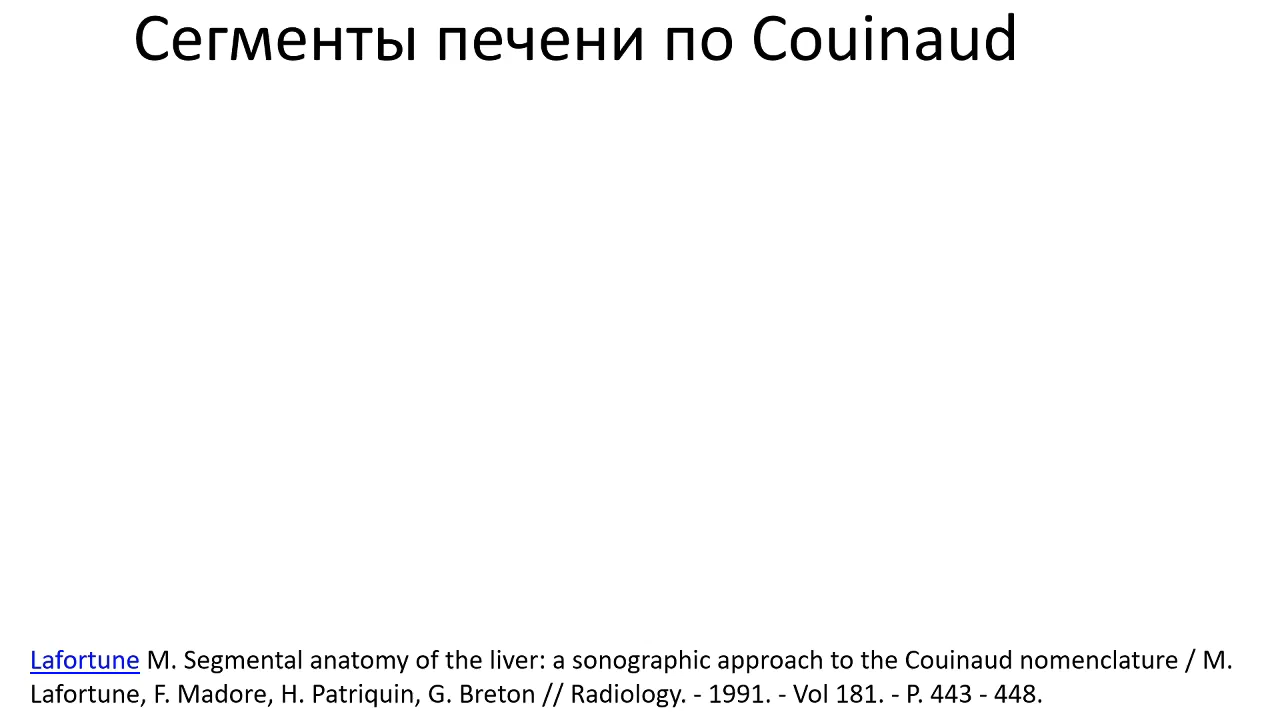 Сегменты печени по Couinaud
Lafortune M. Segmental anatomy of the liver: a sonographic approach to the Couinaud nomenclature / M.
Lafortune, F. Madore, H. Patriquin, G. Breton // Radiology. - 1991. - Vol 181. - P. 443 - 448.